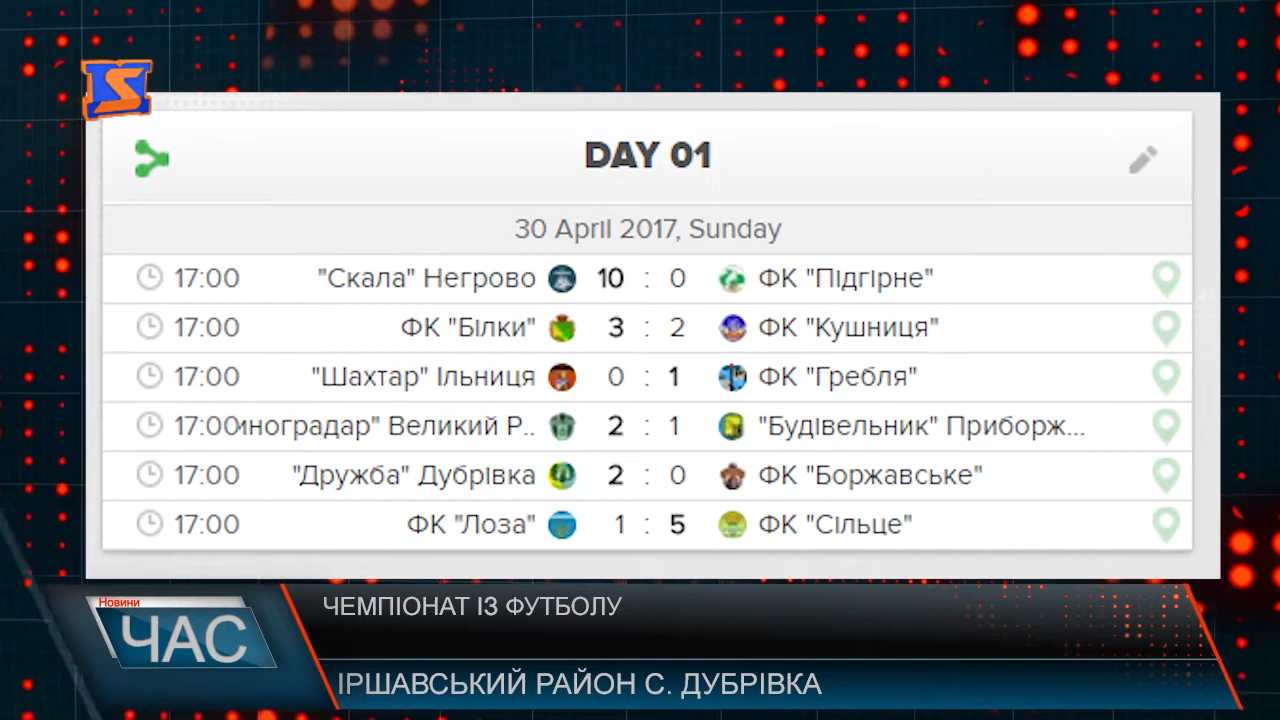 DAY 01
30 April 2017, Sunday
17:00 "Скала" Негрово 10 : 0 ФК "Підгірне"
17:00 ФК "Білки" 3 : 2 ФК "Кушниця"
17:00 "Шахтар" Ільниця 0 : 1 ФК "Гребля"
17:00 иноградар" Великий Р.. 2 : 1 "Будівельник" Приборж...
17:00 "Дружба" Дубрівка 2 : 0 ФК "Боржавське"
17:00 ФК "Лоза" 1 : 5 ФК "Сільце"
Новини
ЧАС
ЧЕМПІОНАТ ІЗ ФУТБОЛУ
ІРШАВСЬКИЙ РАЙОН С. ДУБРІВКА